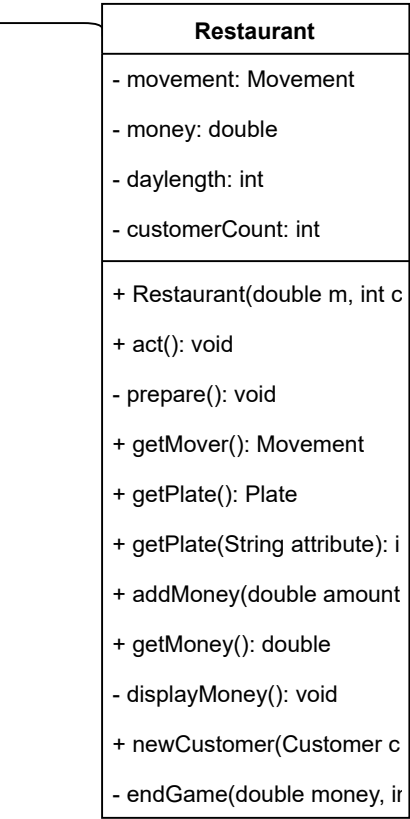 Restaurant
- movement: Movement
- money: double
- daylength: int
- customerCount: int
+ Restaurant(double m, int c
+ act(): void
- prepare(): void
+ getMover(): Movement
+ getPlate(): Plate
+ getPlate(String attribute): i
+ addMoney(double amount
+ getMoney(): double
- displayMoney(): void
+ newCustomer(Customer c
- endGame(double money, in